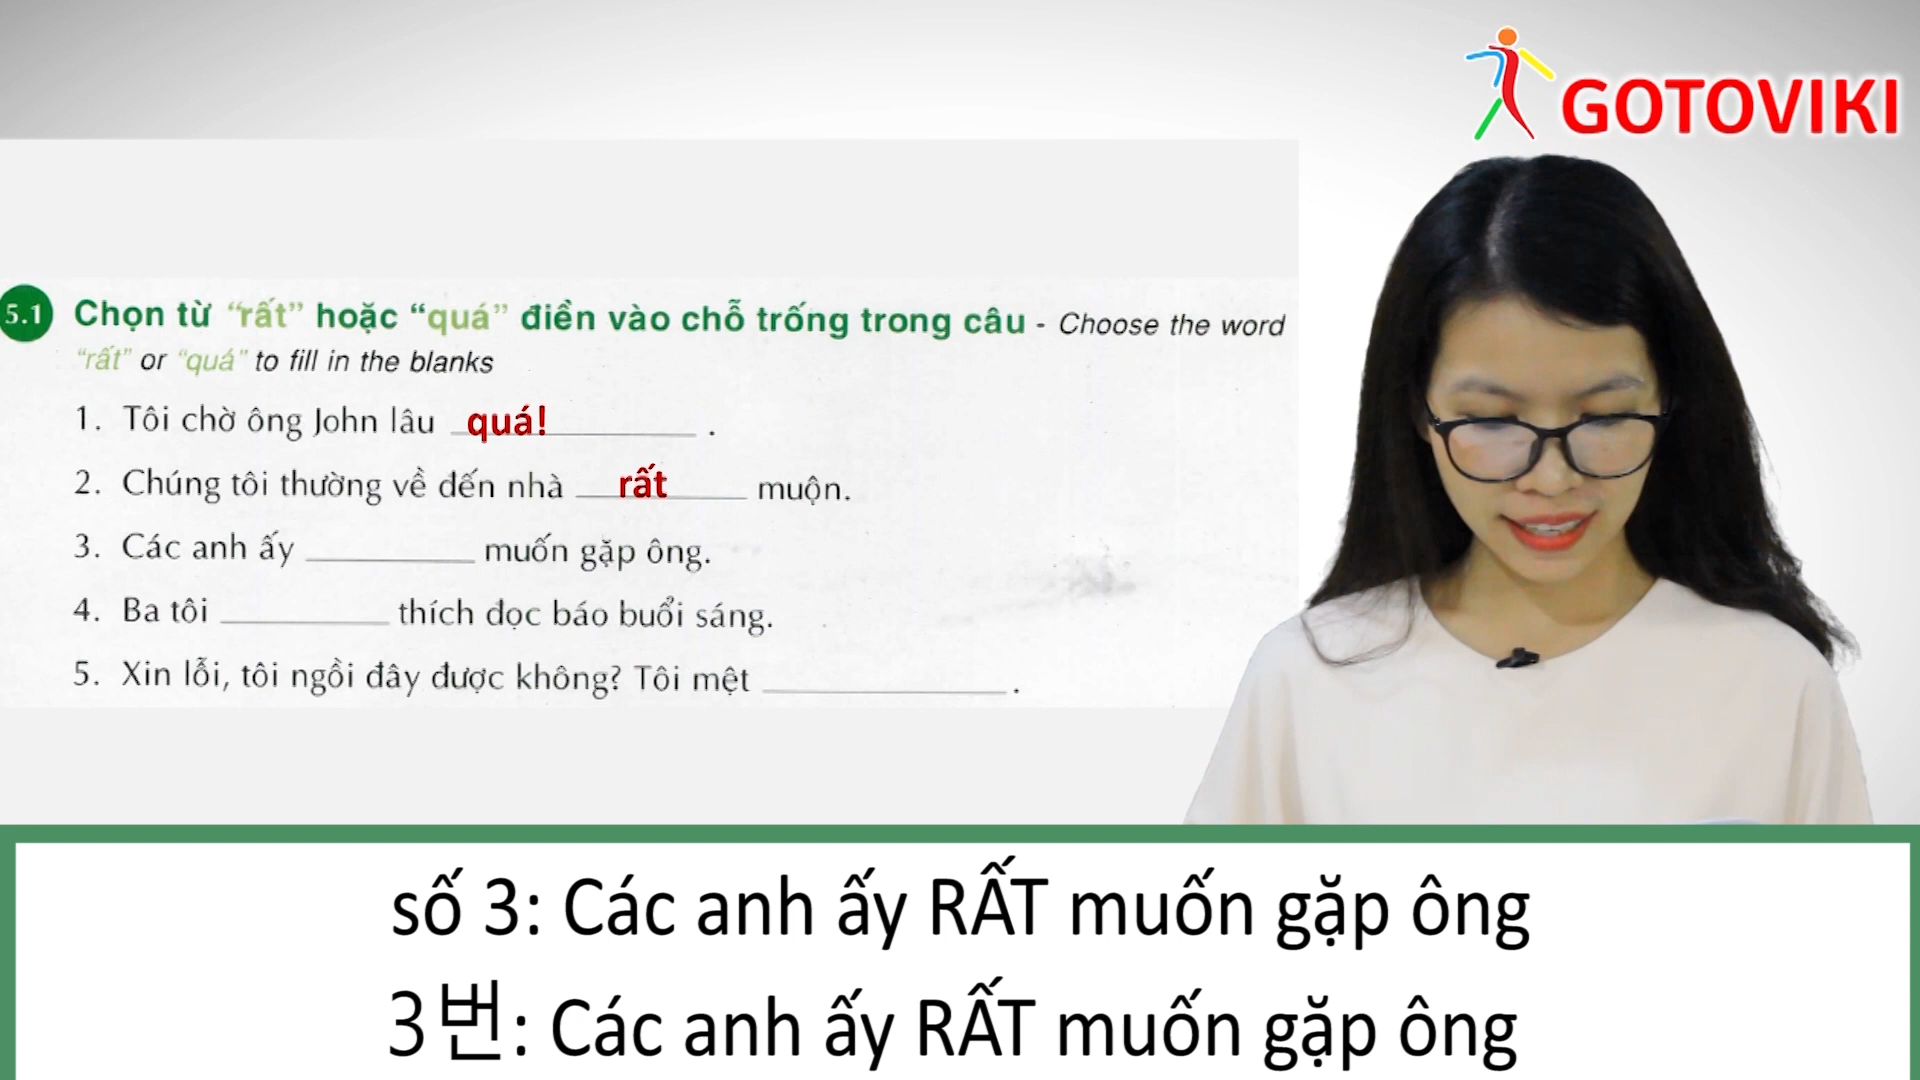 GOTOVIKI
5.1 Chọn từ “rất” hoặc “quá” điền vào chỗ trống trong câu - Choose the word
“rất” or “quá” to fill in the blanks
1. Tôi chờ ông John lâu quá! .
2. Chúng tôi thường về đến nhà rất muộn.
3. Các anh ấy ________ muốn gặp ông.
4. Ba tôi ________ thích đọc báo buổi sáng.
5. Xin lỗi, tôi ngồi đây được không? Tôi mệt ________ .
số 3: Các anh ấy RẤT muốn gặp ông
3번: Các anh ấy RẤT muốn gặp ông